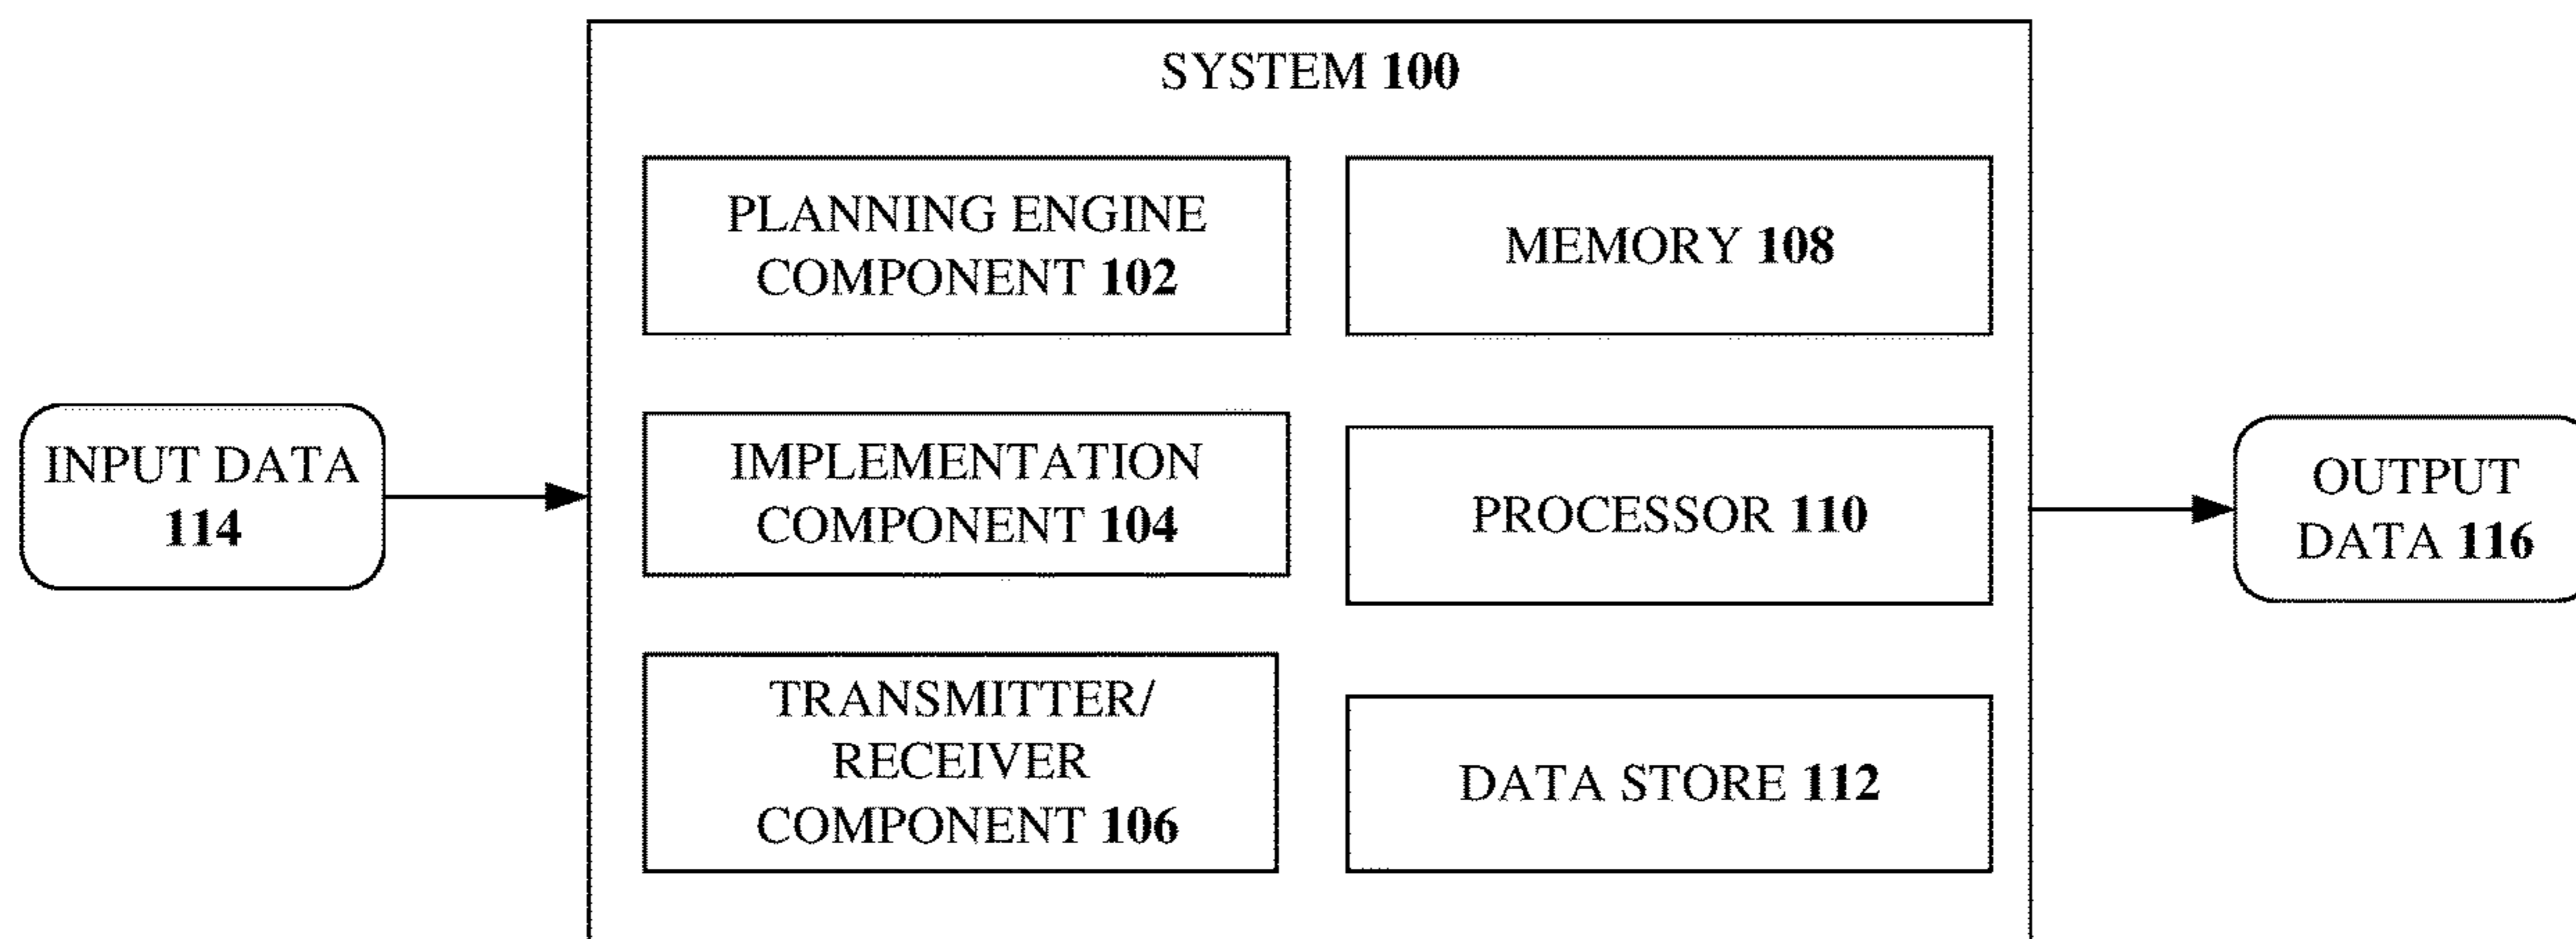 SYSTEM 100
PLANNING ENGINE
COMPONENT 102
MEMORY 108
INPUT DATA
114
IMPLEMENTATION
COMPONENT 104
PROCESSOR 110
OUTPUT
DATA 116
TRANSMITTER/
RECEIVER
COMPONENT 106
DATA STORE 112